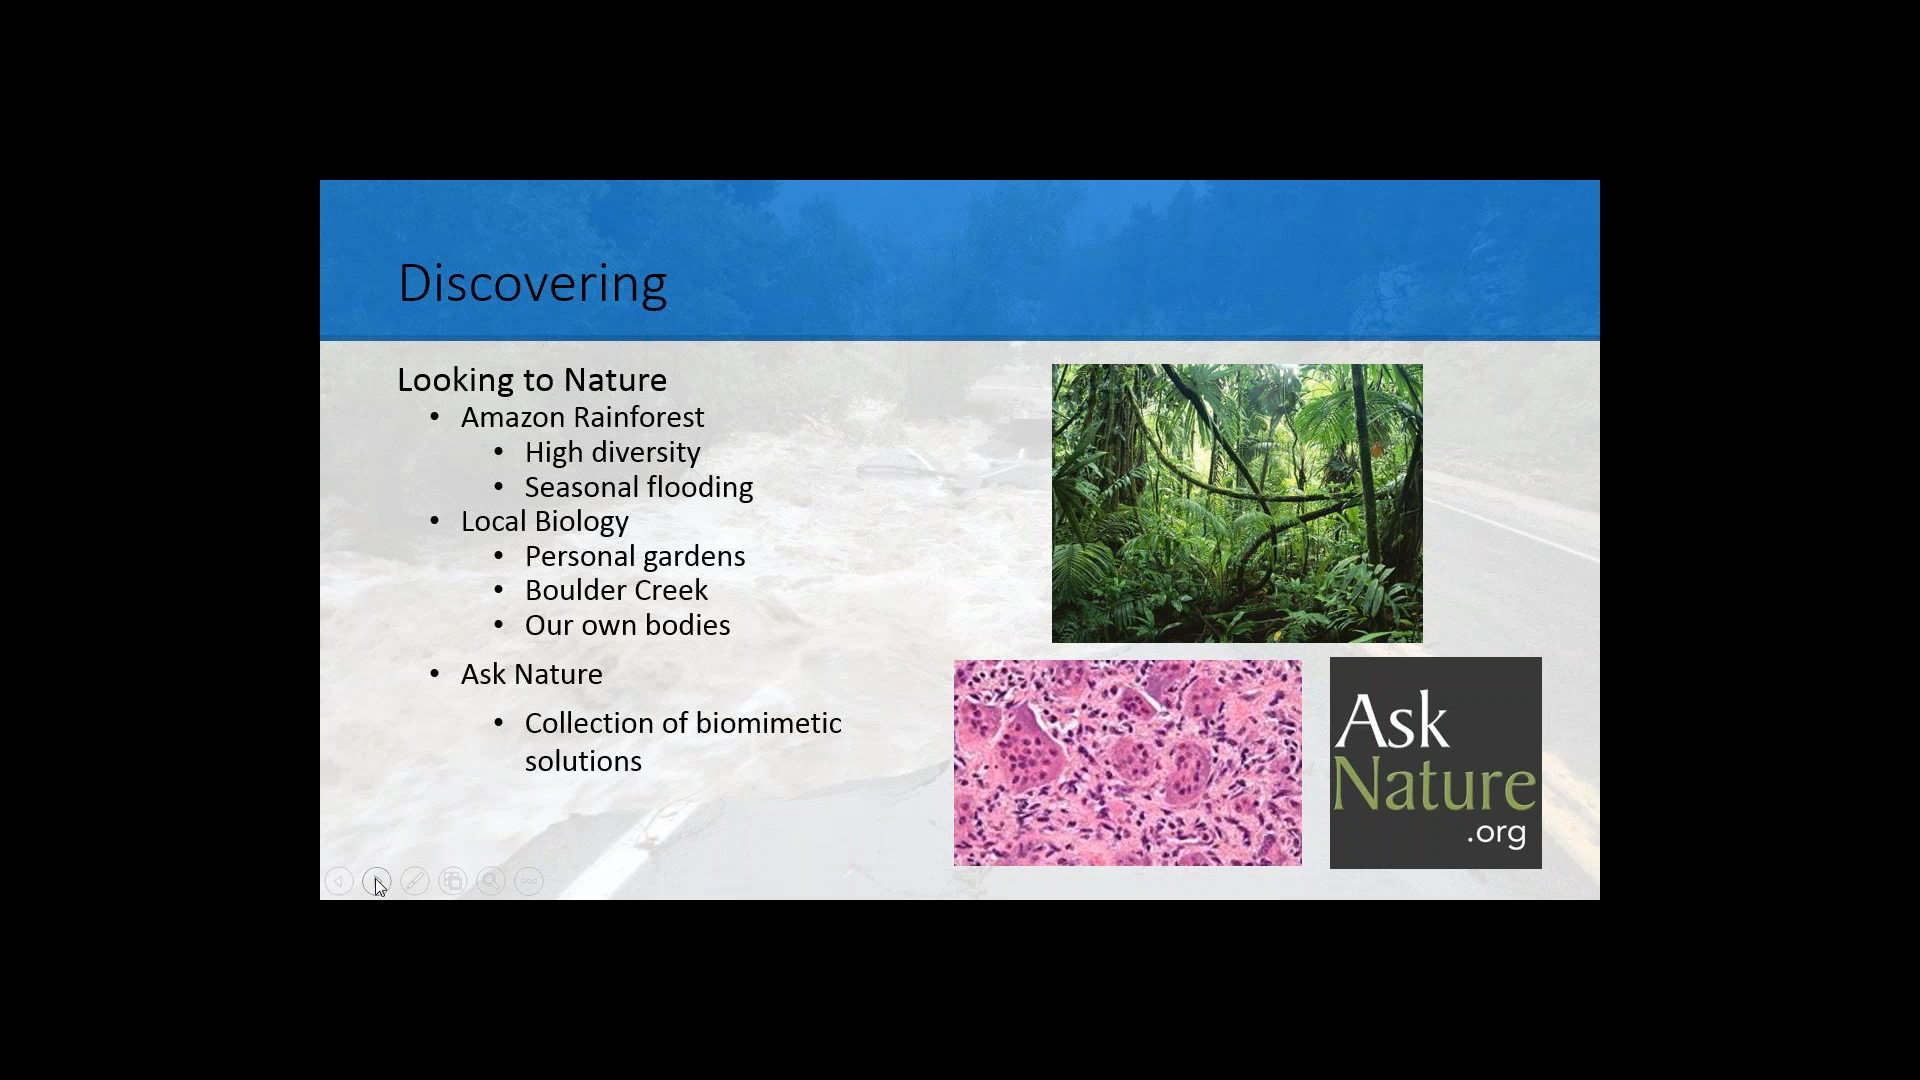 Discovering
Looking to Nature
• Amazon Rainforest
• High diversity
• Seasonal flooding
• Local Biology
• Personal gardens
• Boulder Creek
• Our own bodies
• Ask Nature
• Collection of biomimetic
solutions
Ask
Nature
.org